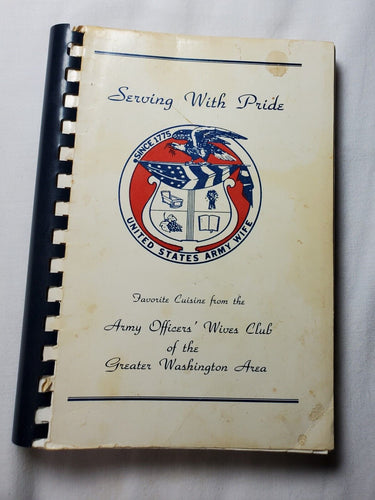 Serving With Pride
SINCE 1775
UNITED STATES ARMY WIFE
Favorite Cuisine from the
Army Officers' Wives Club
of the
Greater Washington Area